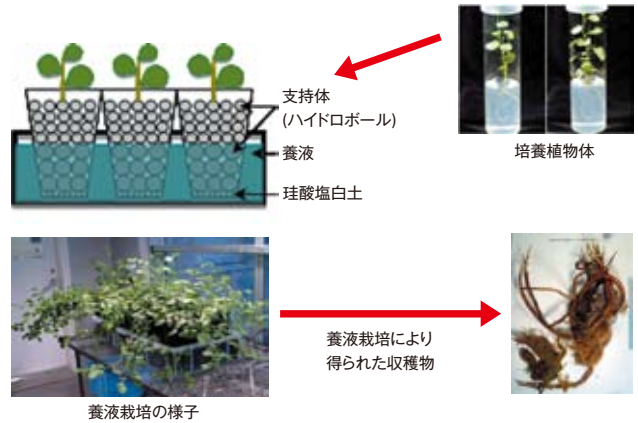 支持体
(ハイドロボール)
養液
珪酸塩白土
培養植物体
養液栽培により
得られた収穫物
養液栽培の様子